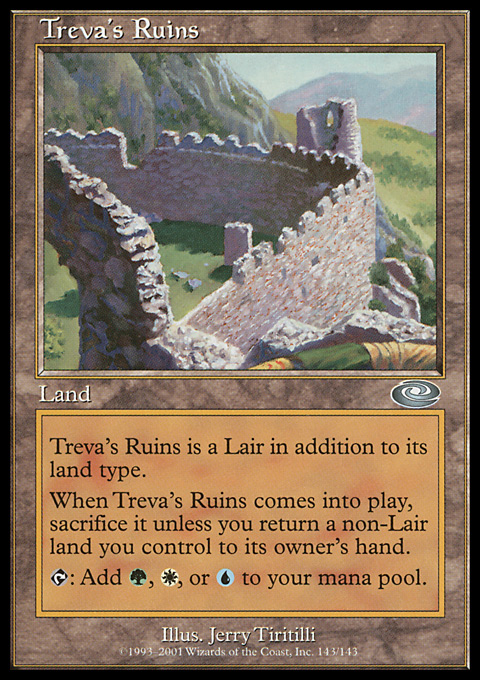 Treva's Ruins
Land
Treva's Ruins is a Lair in addition to its
land type.
When Treva's Ruins comes into play,
sacrifice it unless you return a non-Lair
land you control to its owner's hand.
: Add , , or to your mana pool.
Illus. Jerry Tiritilli
©1993-2001 Wizards of the Coast, Inc. 143/143